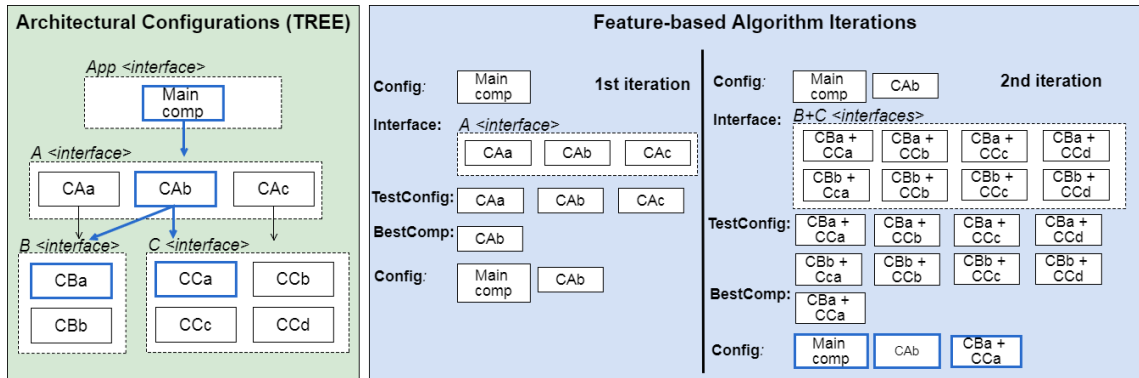 Architectural Configurations (TREE)
App <interface>
Main
comp
A <interface>
CAa
CAb
CAc
B <interface>
C <interface>
CBa
CCa
CCb
CBb
CCc
CCd
Feature-based Algorithm Iterations
Config:
Main
comp
1st iteration
Interface:
A <interface>
CAa
CAb
CAc
TestConfig:
CAa
CAb
CAc
BestComp:
CAb
Config:
Main
comp
CAb
Config:
Main
comp
CAb
2nd iteration
Interface:
B+C <interfaces>
CBa +
CCa
CBa +
CCb
CBa +
CCc
CBa +
CCd
CBb +
Cca
CBb +
CCb
CBb +
CCc
CBb +
CCd
TestConfig:
CBa +
CCa
CBa +
CCb
CBa +
CCc
CBa +
CCd
CBb +
Cca
CBb +
CCb
CBb +
CCc
CBb +
CCd
BestComp:
CBa +
CCa
Config:
Main
comp
CAb
CBa +
CCa